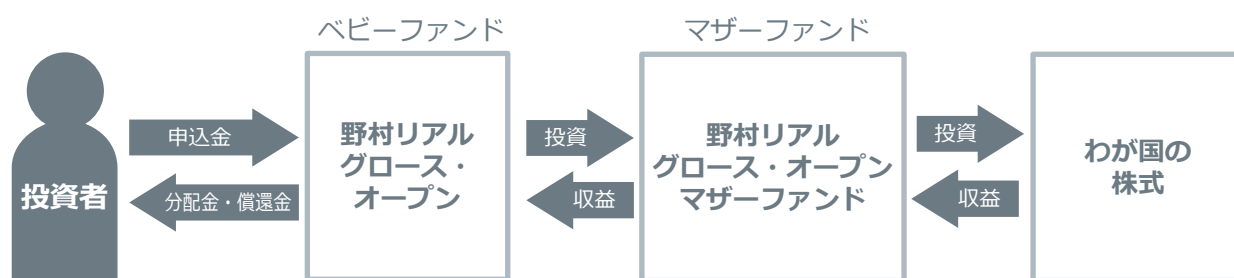 ベビーファンド
マザーファンド
投資者
申込金
分配金・償還金
野村リアル
グロース・
オープン
投資
収益
野村リアル
グロース・オープン
マザーファンド
投資
収益
わが国の
株式